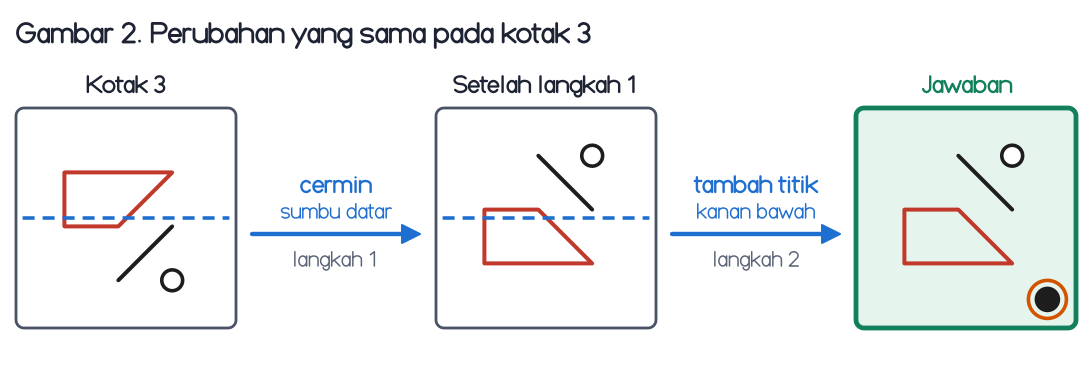 Gambar 2. Perubahan yang sama pada kotak 3
Kotak 3
Setelah langkah 1
Jawaban
cermin
sumbu datar
langkah 1
tambah titik
kanan bawah
langkah 2